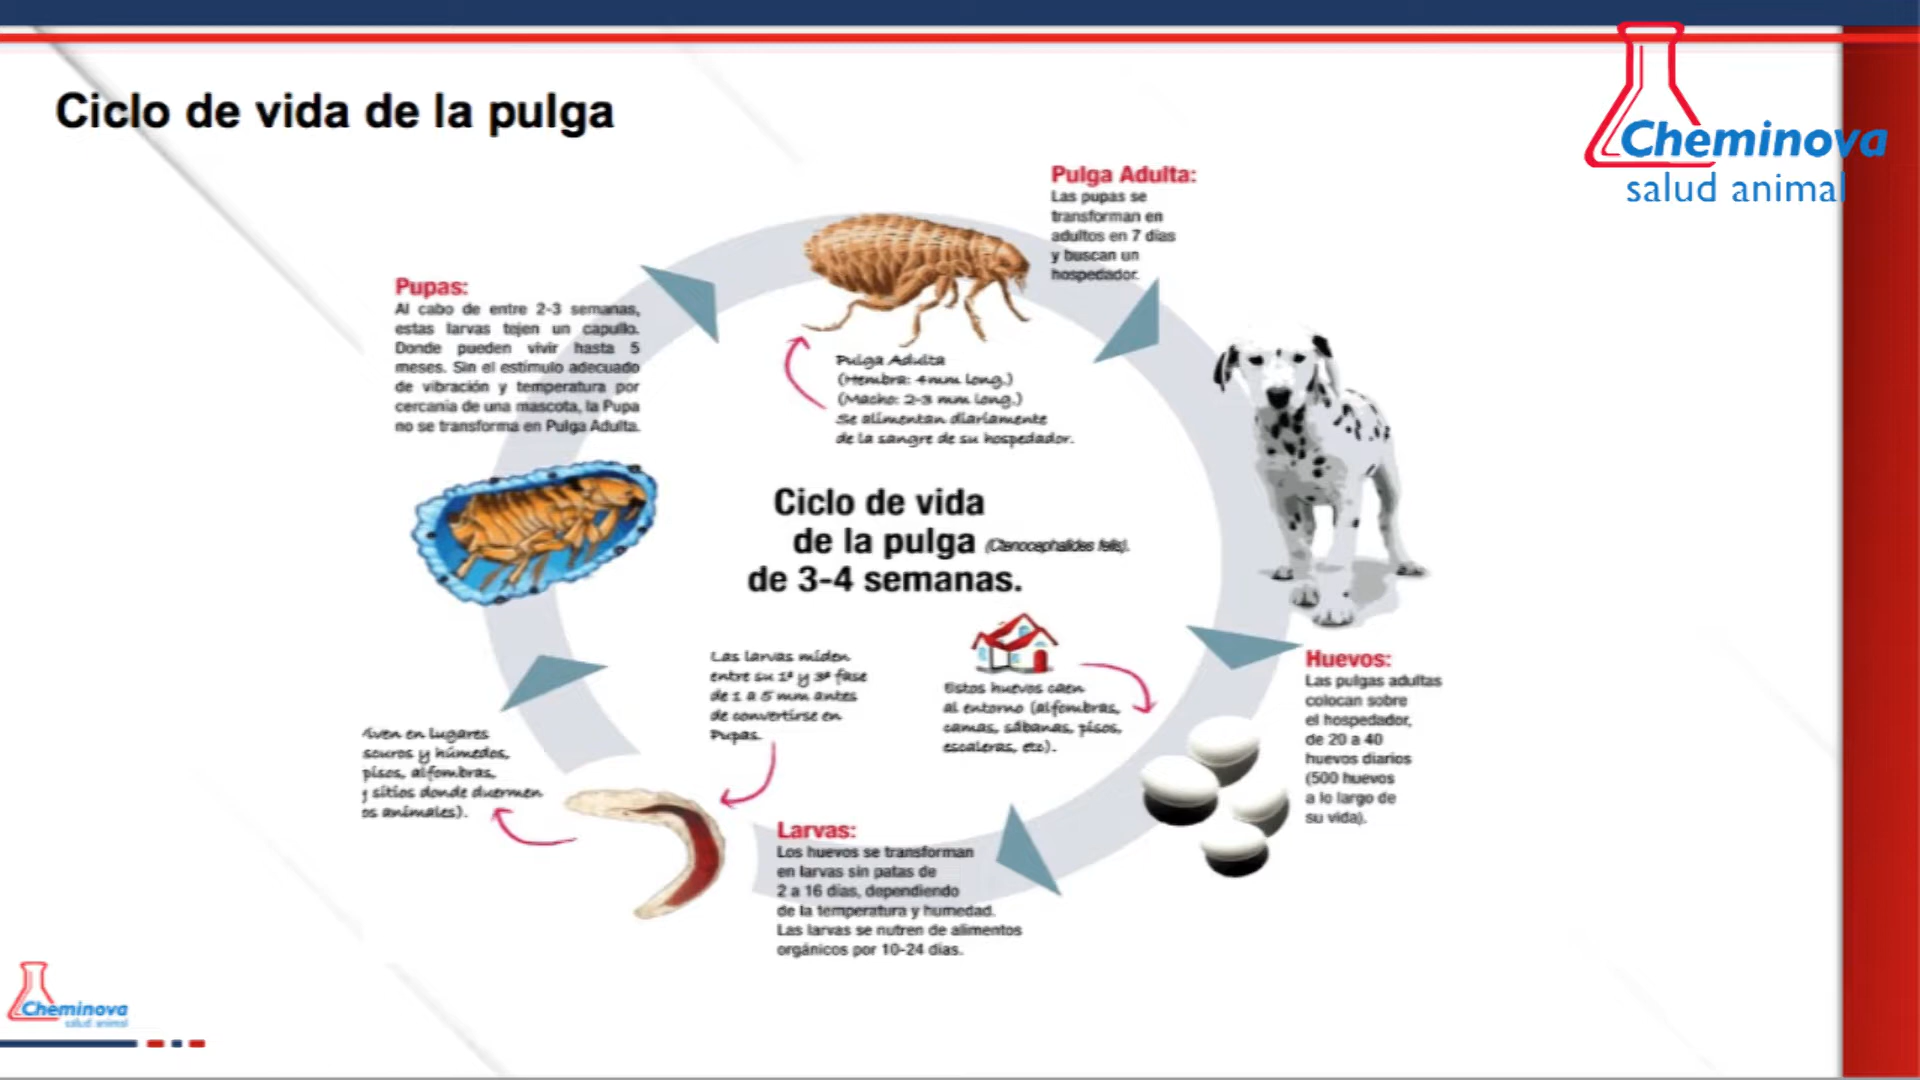 Ciclo de vida de la pulga
Cheminova
salud animal
Pulga Adulta:
Las pupas se
transforman en
adultos en 7 días
y buscan un
hospedador.
Pupas:
Al cabo de entre 2-3 semanas,
estas larvas tejen un capullo.
Donde pueden vivir hasta 5
meses. Sin el estímulo adecuado
de vibración y temperatura por
cercanía de una mascota, la Pupa
no se transforma en Pulga Adulta.
Pulga Adulta
(Hembra: 4mm long.)
(Macho: 2-3 mm long.)
Se alimentan diariamente
de la sangre de su hospedador.
Ciclo de vida
de la pulga (Ctenocephalides felis).
de 3-4 semanas.
Las larvas miden
entre su 1ª y 3ª fase
de 1 a 5 mm antes
de convertirse en
Pupas.
Estos huevos caen
al entorno (alfombras,
camas, sábanas, pisos,
escaleras, etc).
Huevos:
Las pulgas adultas
colocan sobre
el hospedador,
de 20 a 40
huevos diarios
(500 huevos
a lo largo de
su vida).
iven en lugares
scuros y húmedos,
pisos, alfombras,
y sitios donde duermen
os animales).
Larvas:
Los huevos se transforman
en larvas sin patas de
2 a 16 días, dependiendo
de la temperatura y humedad.
Las larvas se nutren de alimentos
orgánicos por 10-24 días.
Cheminova
salud animal